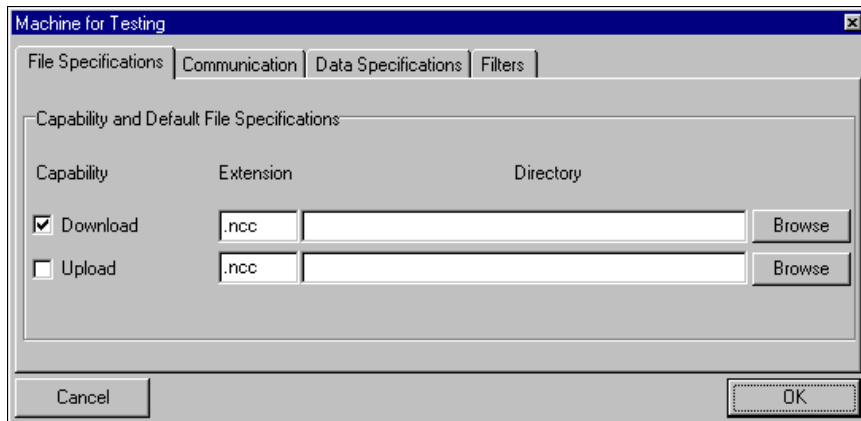 Machine for Testing
File Specifications Communication Data Specifications Filters
Capability and Default File Specifications
Capability Extension Directory
Download .ncc Browse
Upload .ncc Browse
Cancel OK